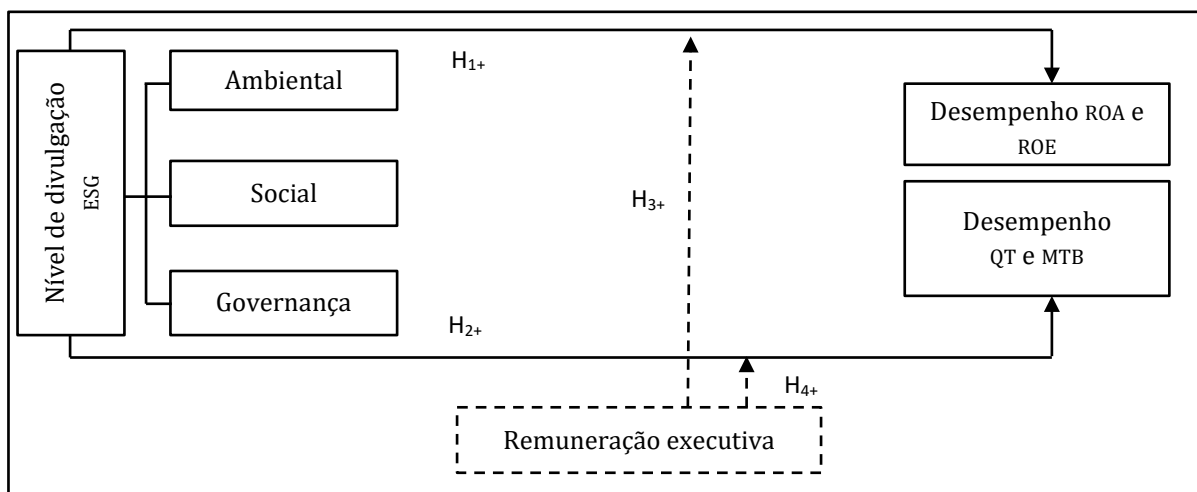 Nível de divulgação
ESG
Ambiental
Social
Governança
H1+
H2+
H3+
H4+
Desempenho ROA e
ROE
Desempenho
QT e MTB
Remuneração executiva